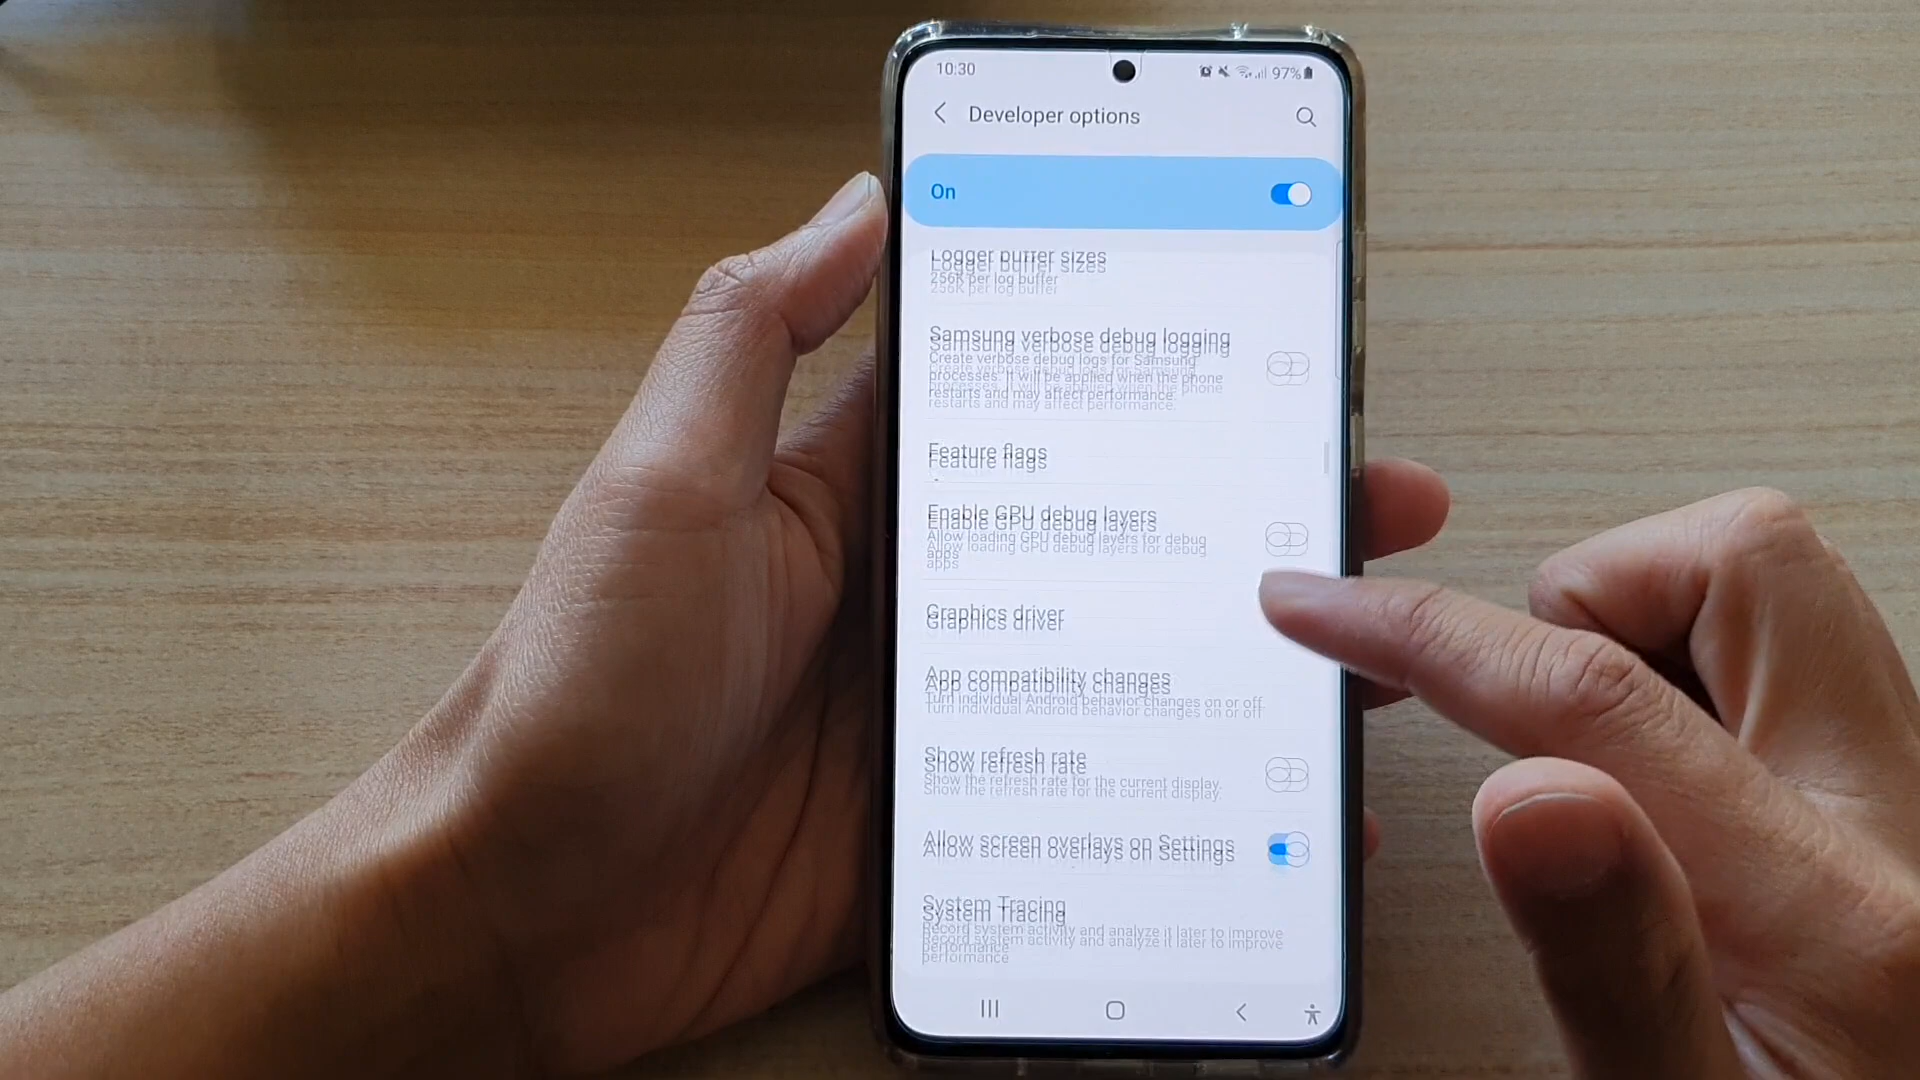 10:30
97%
Developer options
On
Logger buffer sizes
256K per log buffer
Samsung verbose debug logging
Create verbose debug logs for Samsung
processes. It will be applied when the phone
restarts and may affect performance.
Feature flags
Enable GPU debug layers
Allow loading GPU debug layers for debug
apps
Graphics driver
App compatibility changes
Turn individual Android behavior changes on or off
Show refresh rate
Show the refresh rate for the current display.
Allow screen overlays on Settings
System Tracing
Record system activity and analyze it later to improve
performance